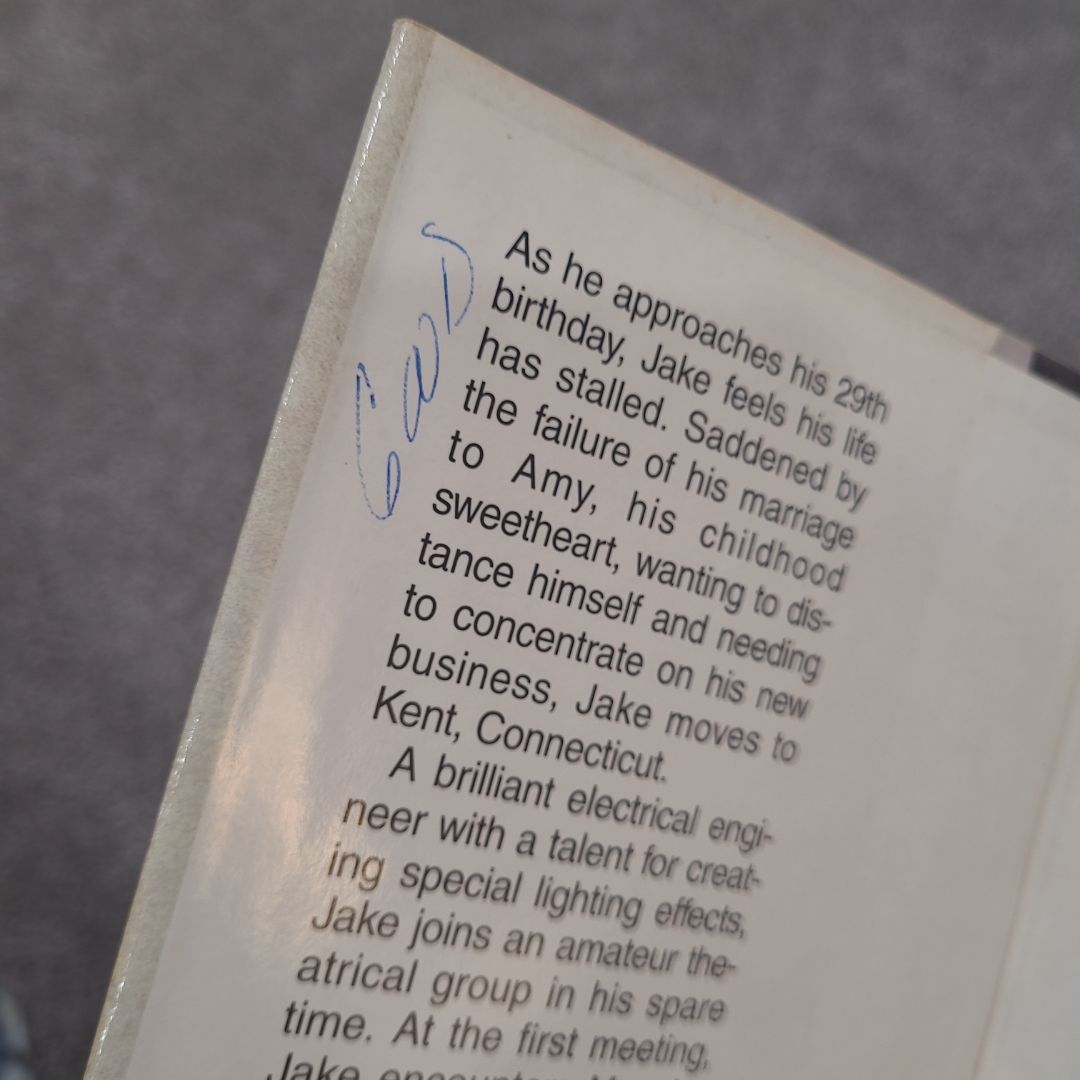 GOOD
As he approaches his 29th
birthday, Jake feels his life
has stalled. Saddened by
the failure of his marriage
to Amy, his childhood
sweetheart, wanting to dis-
tance himself and needing
to concentrate on his new
business, Jake moves to
Kent, Connecticut.
A brilliant electrical engi-
neer with a talent for creat-
ing special lighting effects,
Jake joins an amateur the-
atrical group in his spare
time. At the first meeting,
Jake